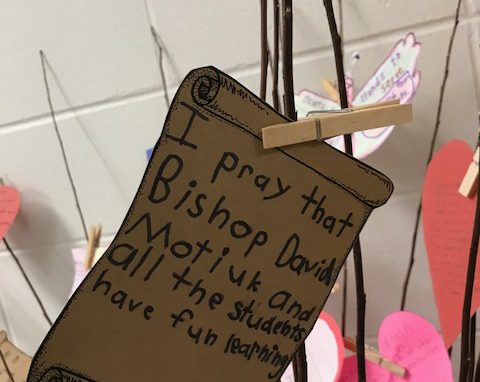 I pray that
Bishop David
Motiuk and
all the students
have fun learning!